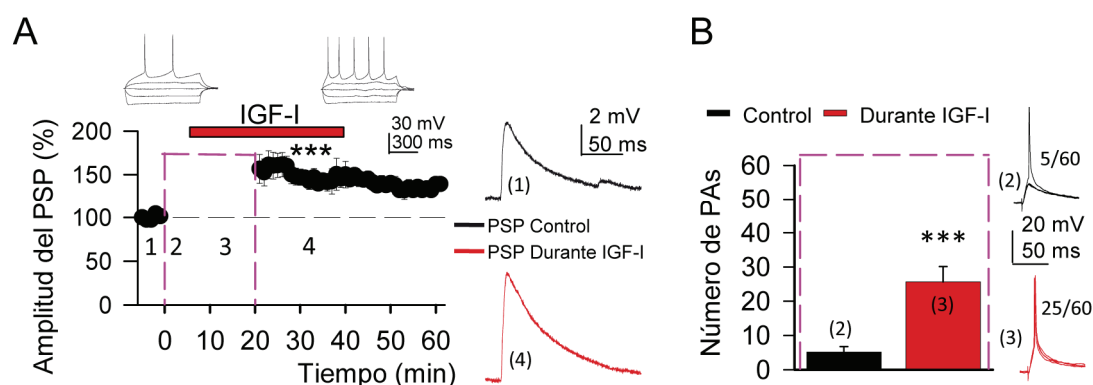 A
IGF-I
30 mV
300 ms
Amplitud del PSP (%)
200
150
100
50
0
***
1
2
3
4
0 10 20 30 40 50 60
Tiempo (min)
2 mV
50 ms
(1)
PSP Control
PSP Durante IGF-I
(4)
B
Control
Durante IGF-I
Número de PAs
60
50
40
30
20
10
0
(2)
***
(3)
5/60
(2)
20 mV
50 ms
25/60
(3)